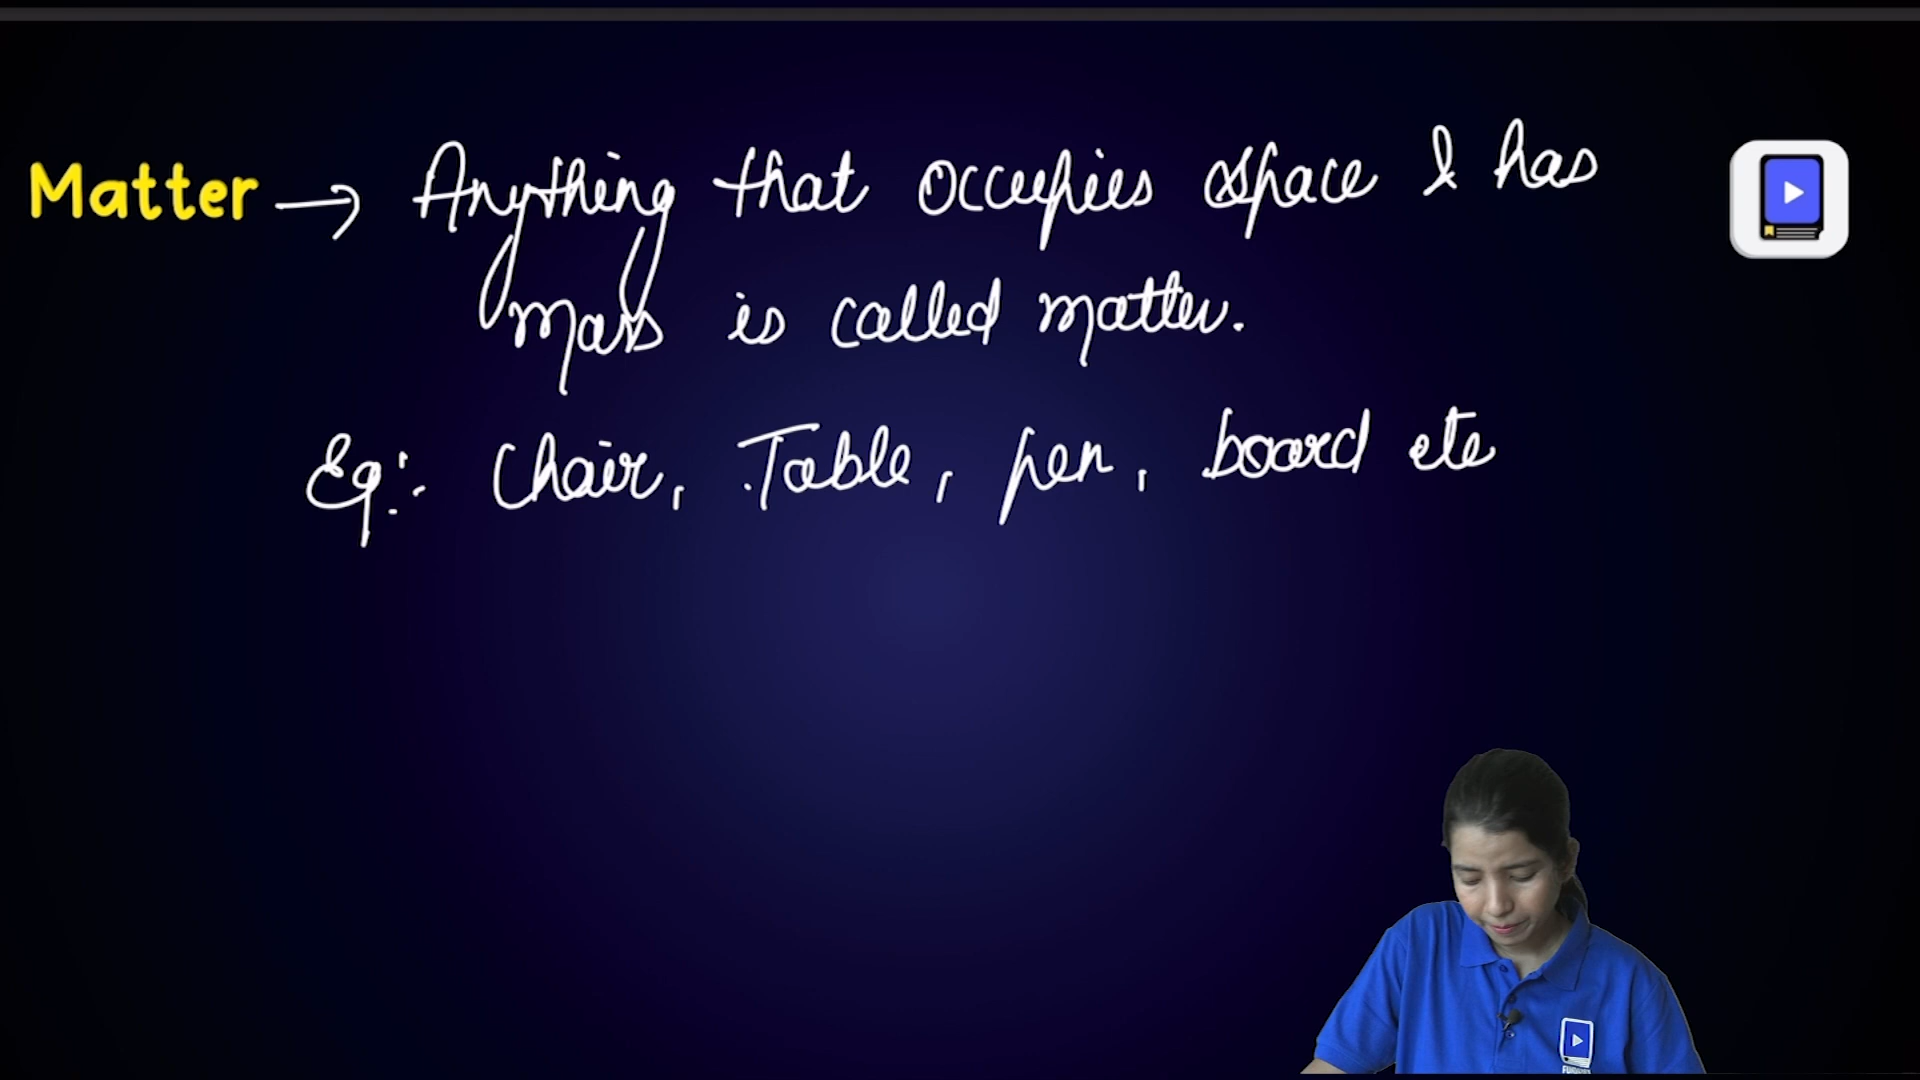 Matter → Anything that occupies space & has
mass is called matter.
Eg:- Chair, Table, pen, board etc